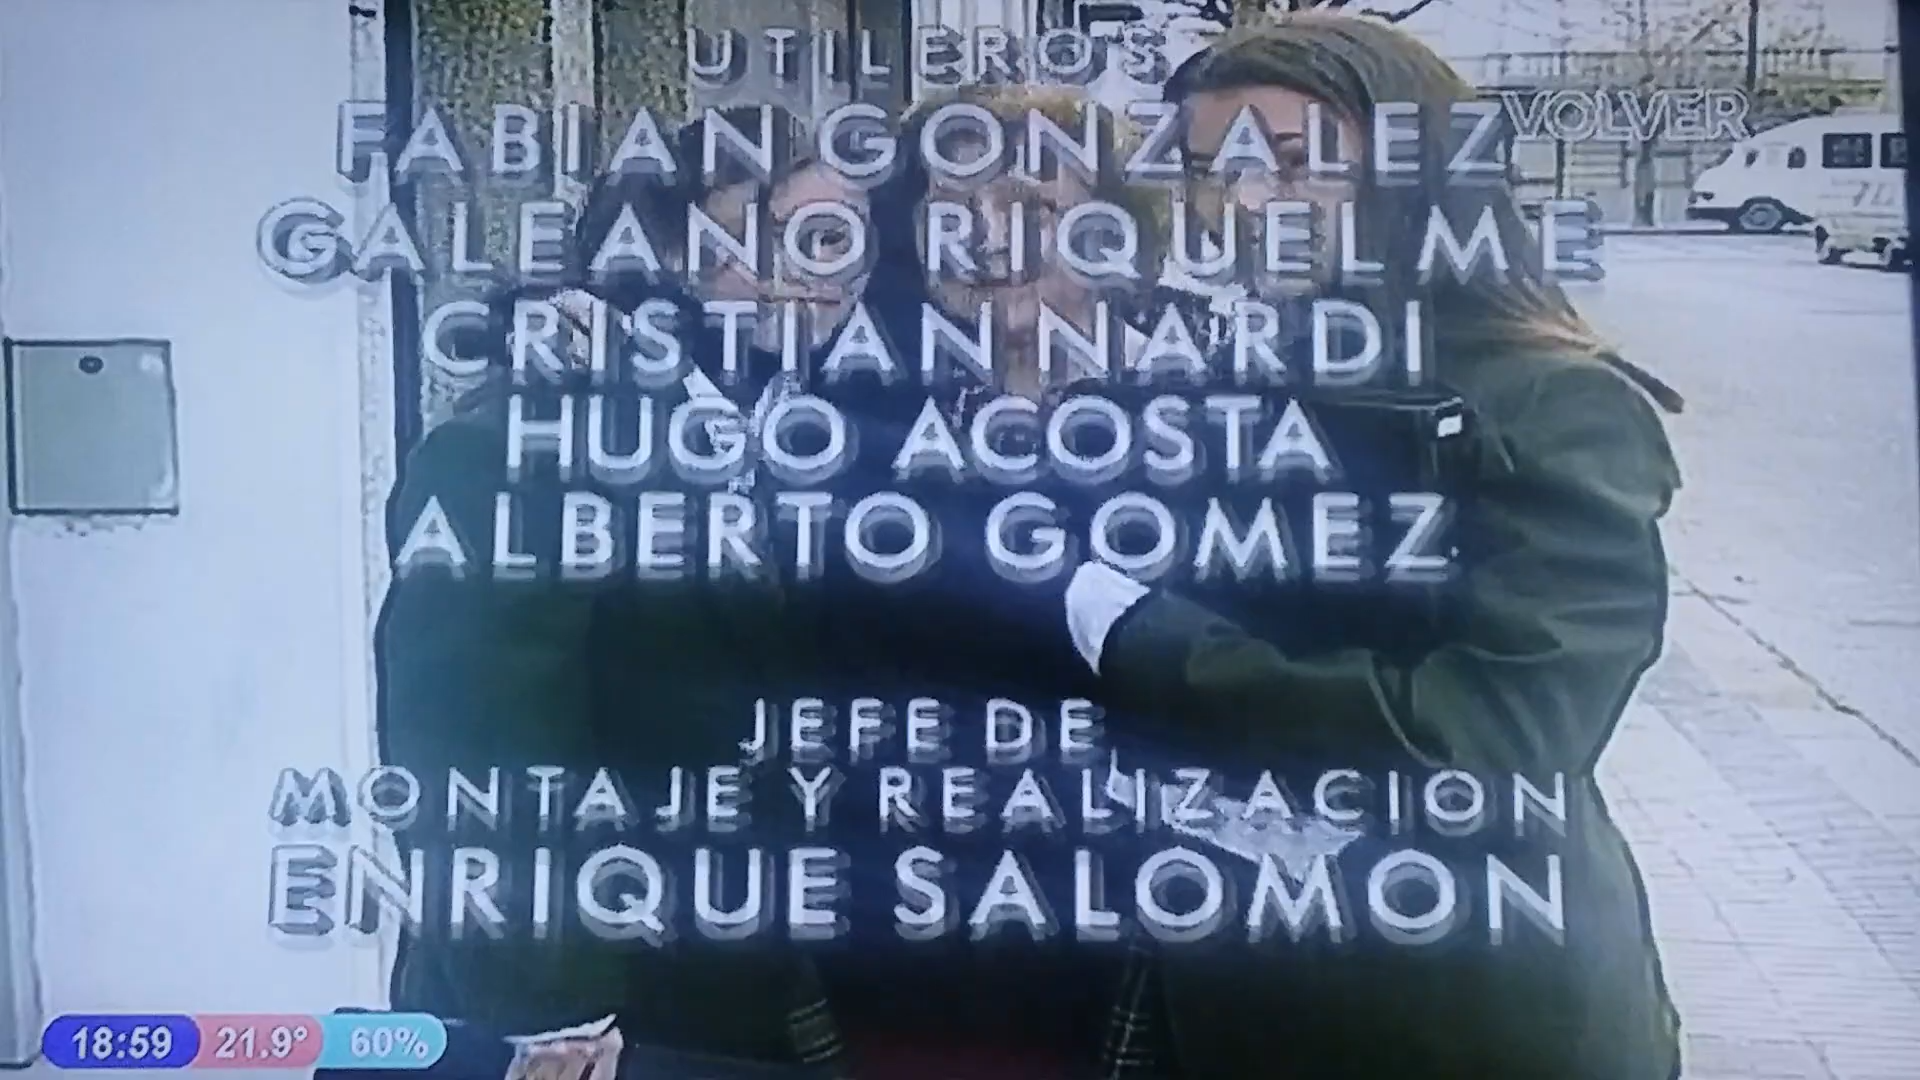 UTILEROS
FABIAN GONZALEZ
VOLVER
GALEANO RIQUELME
CRISTIAN NARDI
HUGO ACOSTA
ALBERTO GOMEZ
JEFE DE
MONTAJE Y REALIZACION
ENRIQUE SALOMON
18:59 21.9° 60%